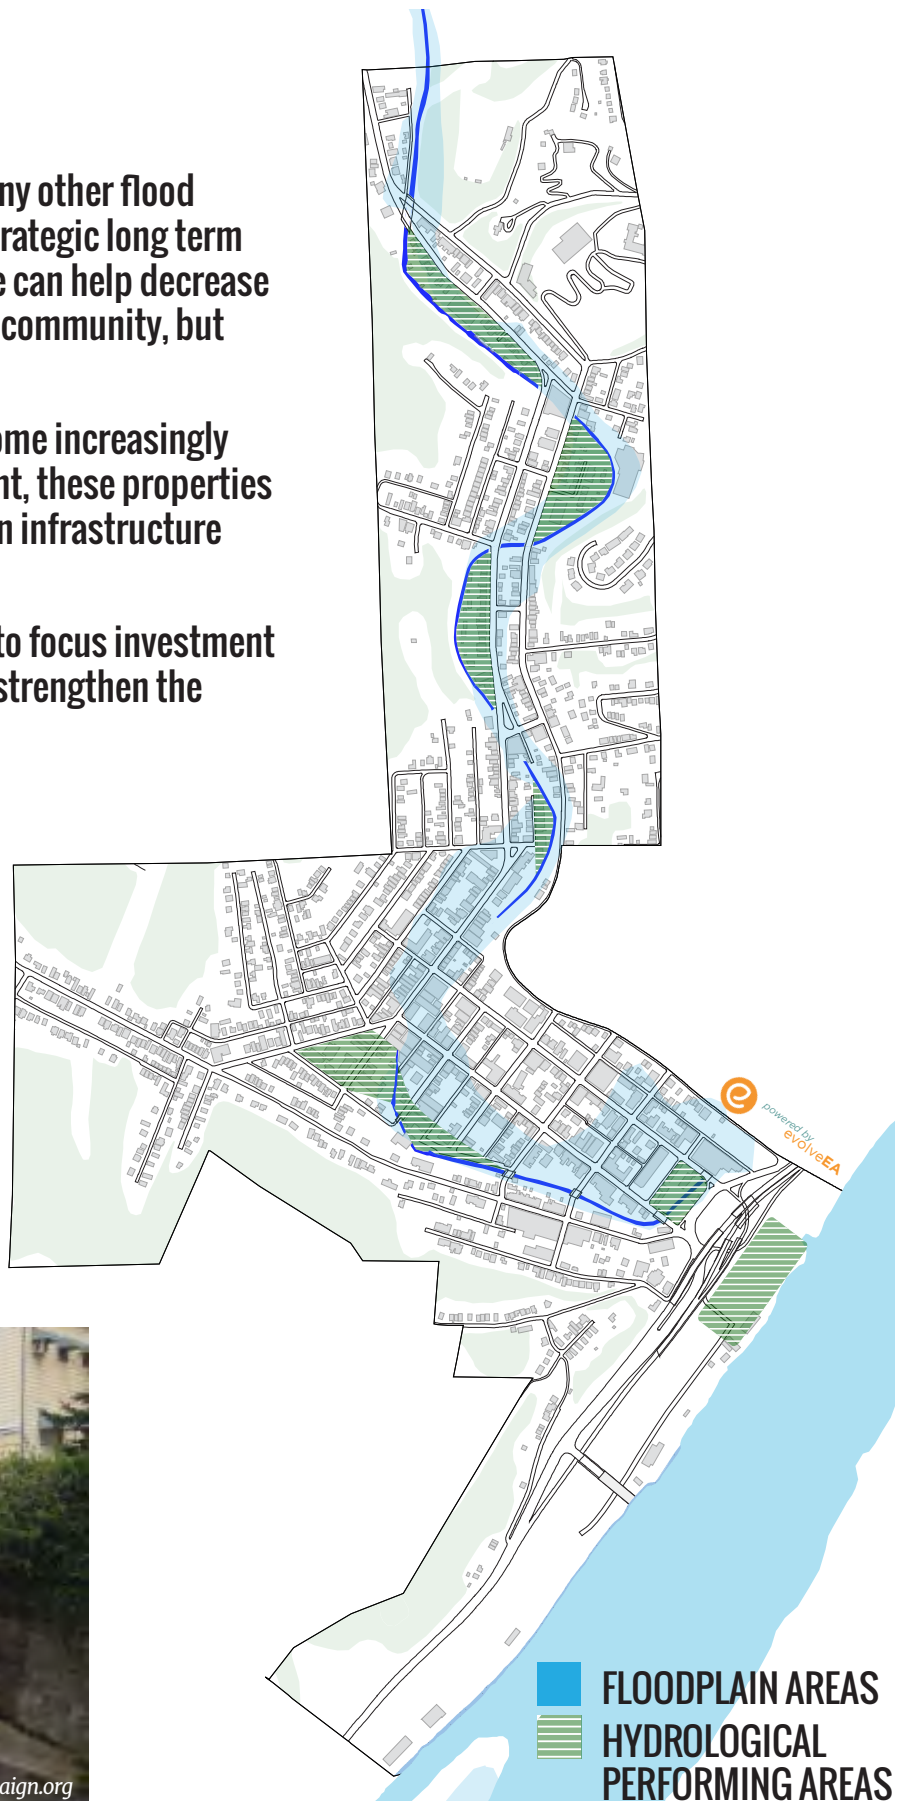 ny other flood
rategic long term
e can help decrease
community, but
ome increasingly
nt, these properties
n infrastructure
to focus investment
strengthen the
e
powered by
evolveEA
FLOODPLAIN AREAS
HYDROLOGICAL
PERFORMING AREAS
aign.org